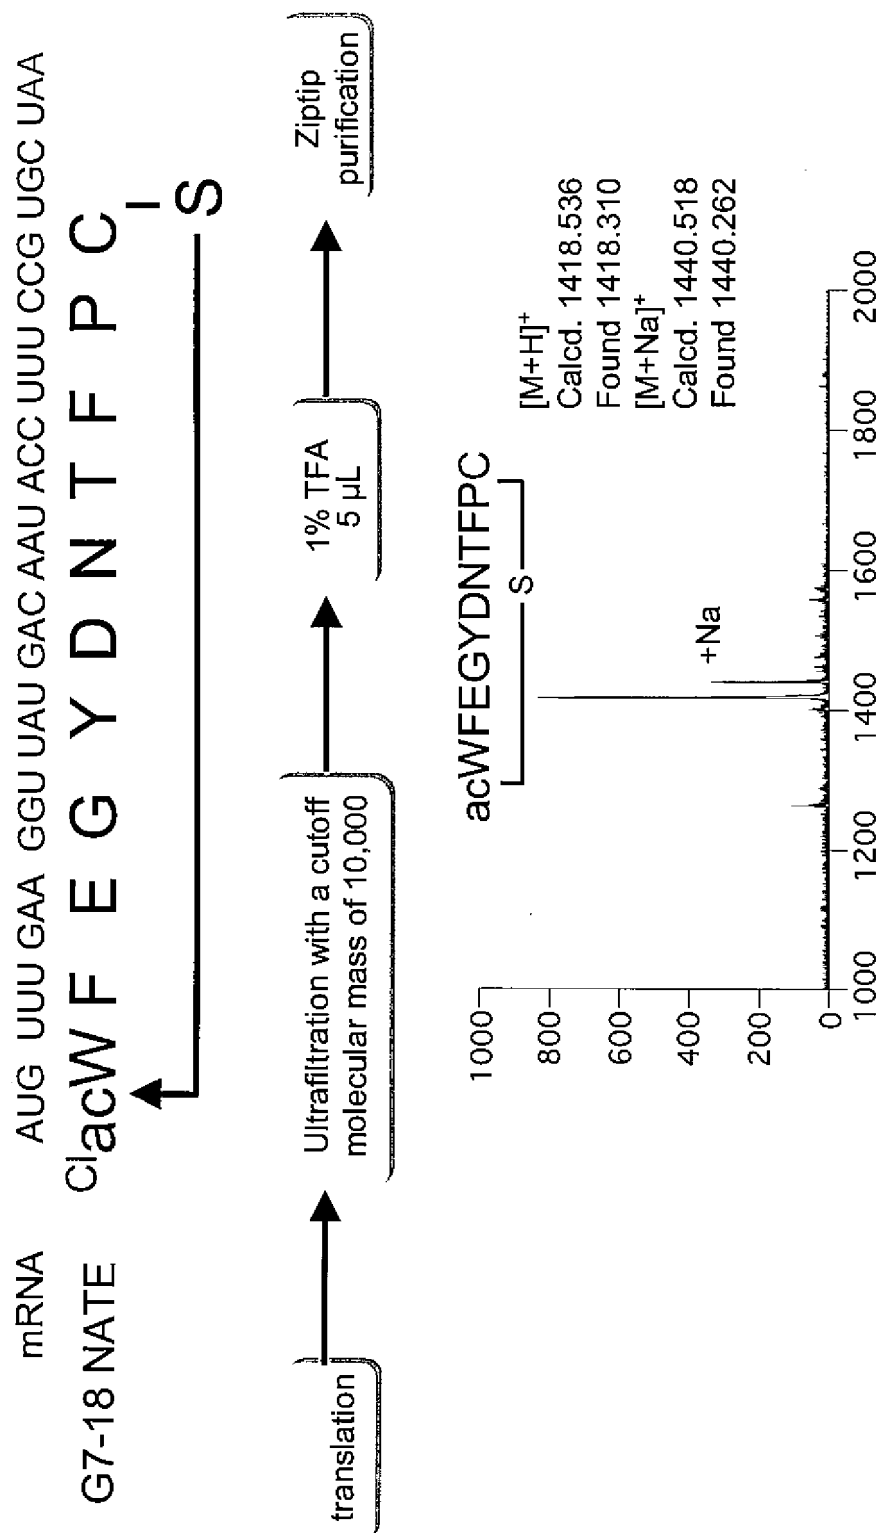 mRNA AUG UUU GAA GGU UAU GAC AAU ACC UUU CCG UGC UAA
G7-18 NATE ClacW F E G Y D N T F P C
S
translation
Ultrafiltration with a cutoff
molecular mass of 10,000
1% TFA
5 µL
Ziptip
purification
acWFEGYDNTFPC
S
[M+H]+
Calcd. 1418.536
Found 1418.310
[M+Na]+
Calcd. 1440.518
Found 1440.262
+Na
1000
800
600
400
200
0
1000 1200 1400 1600 1800 2000